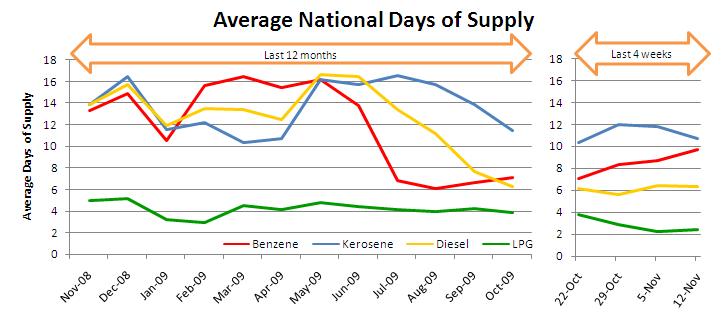 Average National Days of Supply
Last 12 months
Last 4 weeks
Average Days of Supply
18
16
14
12
10
8
6
4
2
0
Benzene Kerosene Diesel LPG
Nov-08 Dec-08 Jan-09 Feb-09 Mar-09 Apr-09 May-09 Jun-09 Jul-09 Aug-09 Sep-09 Oct-09
18
16
14
12
10
8
6
4
2
0
22-Oct 29-Oct 5-Nov 12-Nov